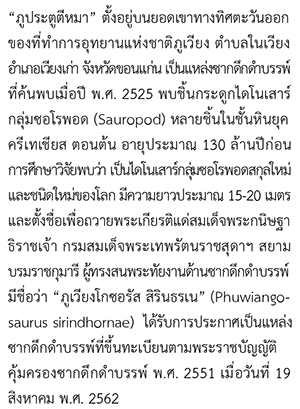 “ภูประตูตีหมา” ตั้งอยู่บนยอดเขาทางทิศตะวันออก
ของที่ทำการอุทยานแห่งชาติภูเวียง ตำบลในเวียง
อำเภอเวียงเก่า จังหวัดขอนแก่น เป็นแหล่งซากดึกดำบรรพ์
ที่ค้นพบเมื่อปี พ.ศ. 2525 พบชิ้นกระดูกไดโนเสาร์
กลุ่มซอโรพอด (Sauropod) หลายชิ้นในชั้นหินยุค
ครีเทเชียส ตอนต้น อายุประมาณ 130 ล้านปีก่อน
การศึกษาวิจัยพบว่า เป็นไดโนเสาร์กลุ่มซอโรพอดสกุลใหม่
และชนิดใหม่ของโลก มีความยาวประมาณ 15-20 เมตร
และตั้งชื่อเพื่อถวายพระเกียรติแด่สมเด็จพระกนิษฐา
ธิราชเจ้า กรมสมเด็จพระเทพรัตนราชสุดาฯ สยาม
บรมราชกุมารี ผู้ทรงสนพระทัยงานด้านซากดึกดำบรรพ์
มีชื่อว่า “ภูเวียงโกซอรัส สิรินธรเน” (Phuwiango-
saurus sirindhornae) ได้รับการประกาศเป็นแหล่ง
ซากดึกดำบรรพ์ที่ขึ้นทะเบียนตามพระราชบัญญัติ
คุ้มครองซากดึกดำบรรพ์ พ.ศ. 2551 เมื่อวันที่ 19
สิงหาคม พ.ศ. 2562